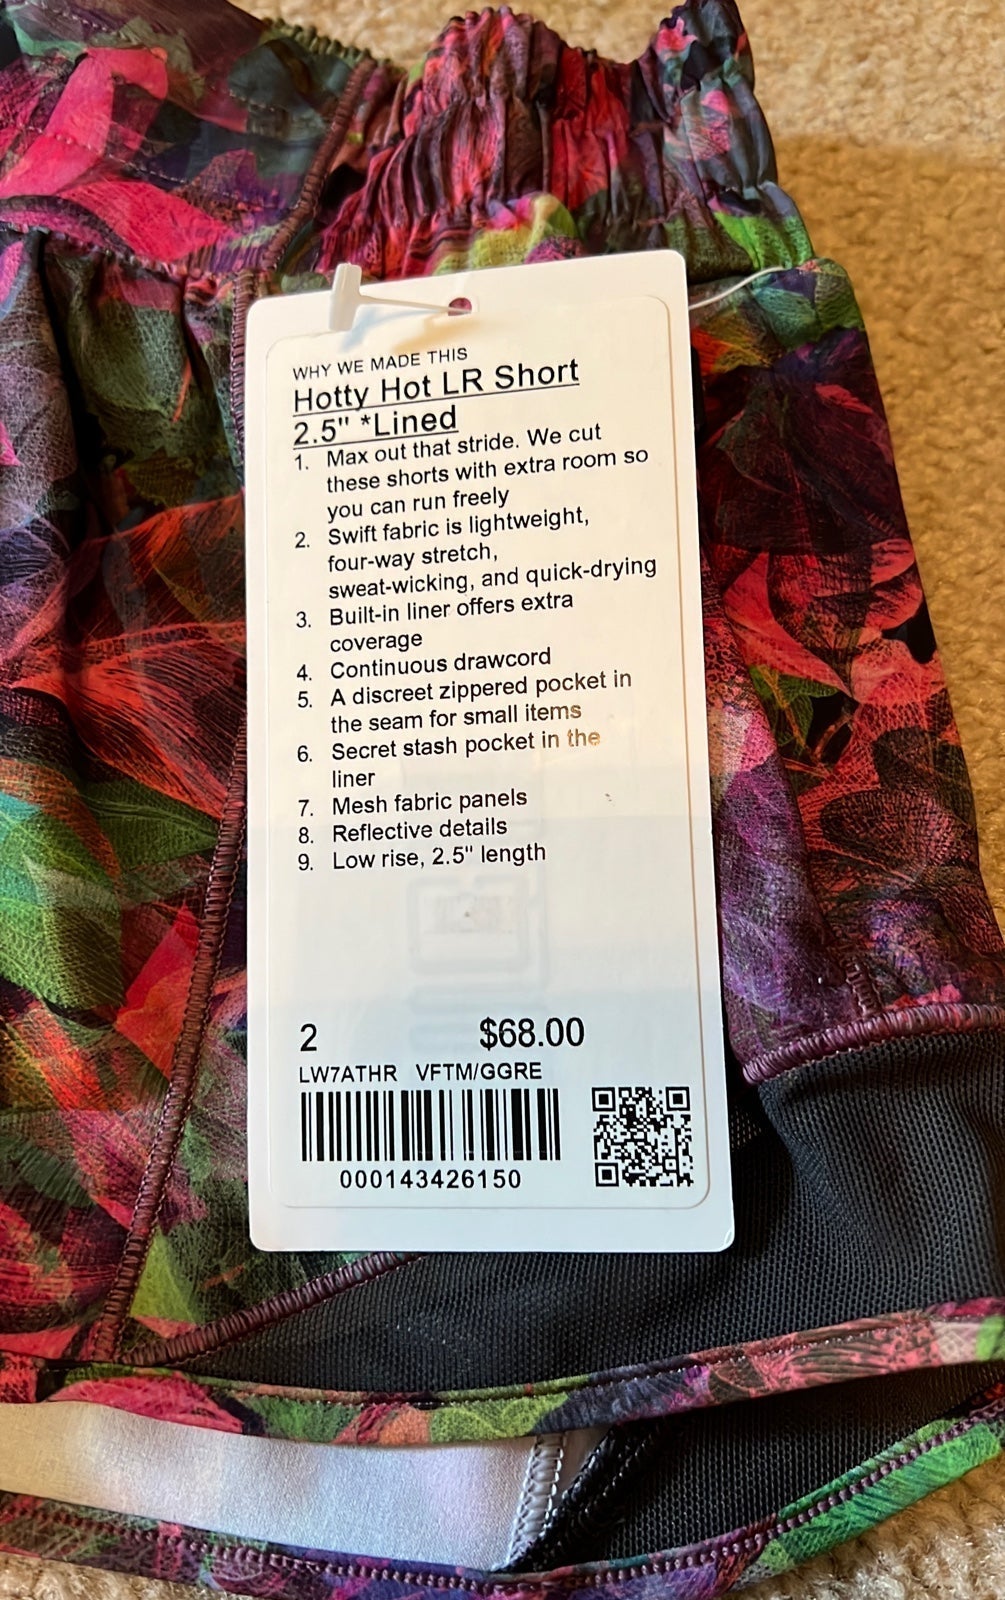 WHY WE MADE THIS
Hotty Hot LR Short
2.5" *Lined
1. Max out that stride. We cut
these shorts with extra room so
you can run freely
2. Swift fabric is lightweight,
four-way stretch,
sweat-wicking, and quick-drying
3. Built-in liner offers extra
coverage
4. Continuous drawcord
5. A discreet zippered pocket in
the seam for small items
6. Secret stash pocket in the
liner
7. Mesh fabric panels
8. Reflective details
9. Low rise, 2.5" length
2 $68.00
LW7ATHR VFTM/GGRE
000143426150